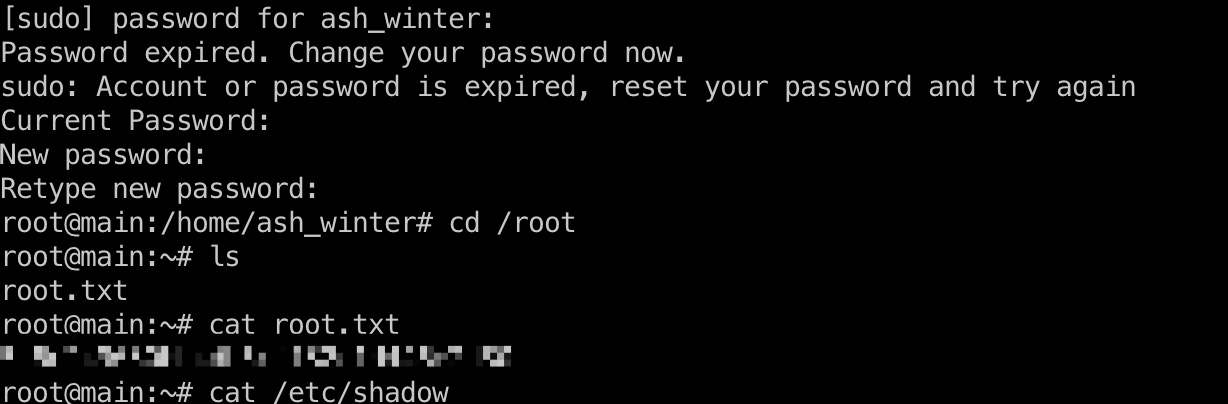 [sudo] password for ash_winter:
Password expired. Change your password now.
sudo: Account or password is expired, reset your password and try again
Current Password:
New password:
Retype new password:
root@main:/home/ash_winter# cd /root
root@main:~# ls
root.txt
root@main:~# cat root.txt
root@main:~# cat /etc/shadow